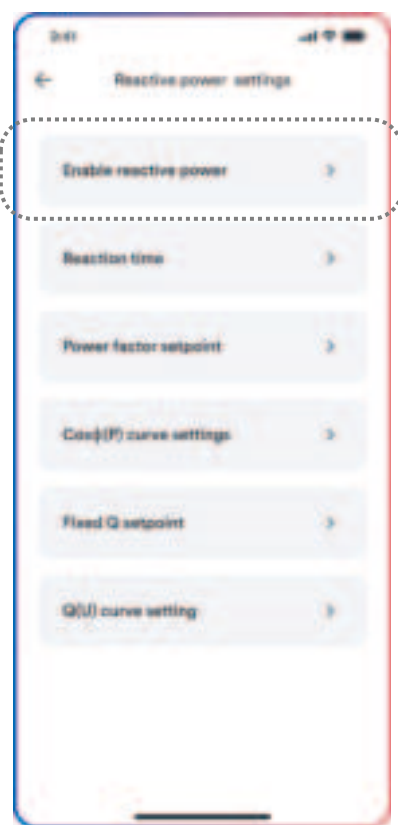 Reactive power settings
Enable reactive power
Reaction time
Power factor setpoint
Cosϕ(P) curve settings
Fixed Q setpoint
Q(U) curve setting